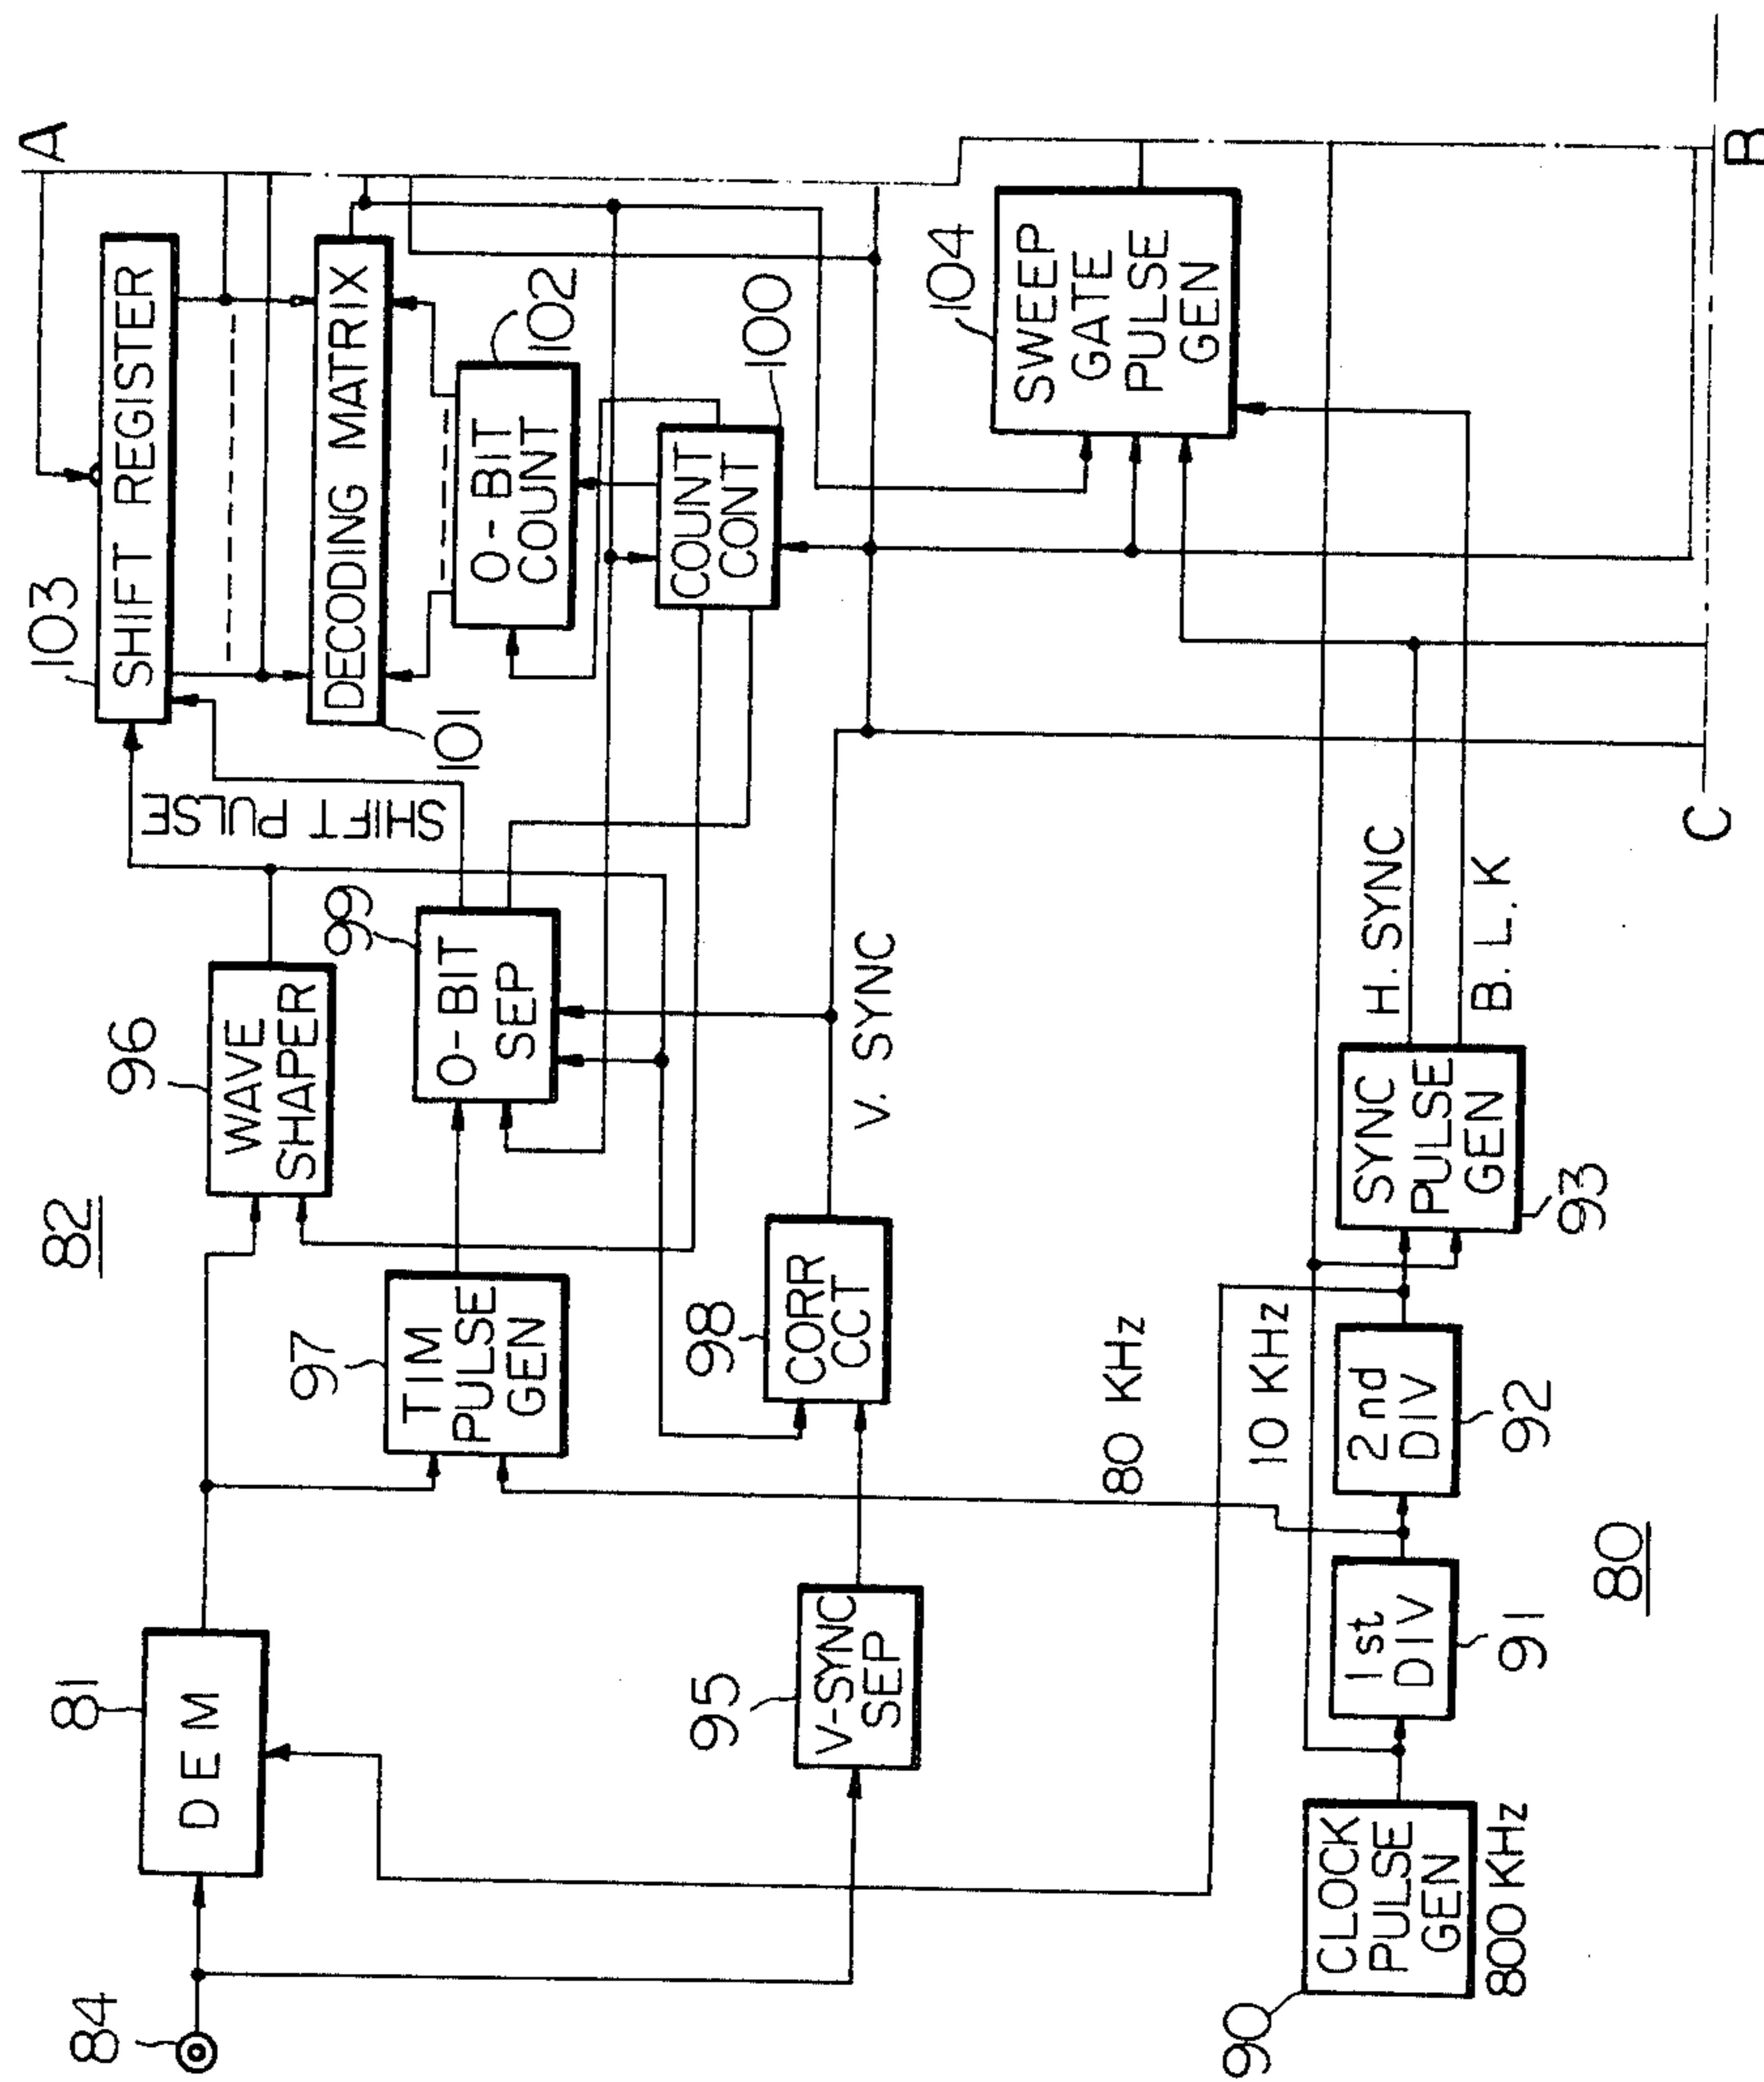 84
81
DEM
82
96
WAVE
SHAPER
SHIFT PULSE
103
SHIFT REGISTER
A
101
DECODING MATRIX
97
TIM
PULSE
GEN
99
O-BIT
SEP
O-BIT
COUNT
102
95
V-SYNC
SEP
98
CORR
CCT
V. SYNC
COUNT
CONT
100
80 KHz
10 KHz
104
SWEEP
GATE
PULSE
GEN
90
CLOCK
PULSE
GEN
800 KHz
1st
DIV
91
80
2nd
DIV
92
SYNC
PULSE
GEN
93
H. SYNC
B. L. K
C
B